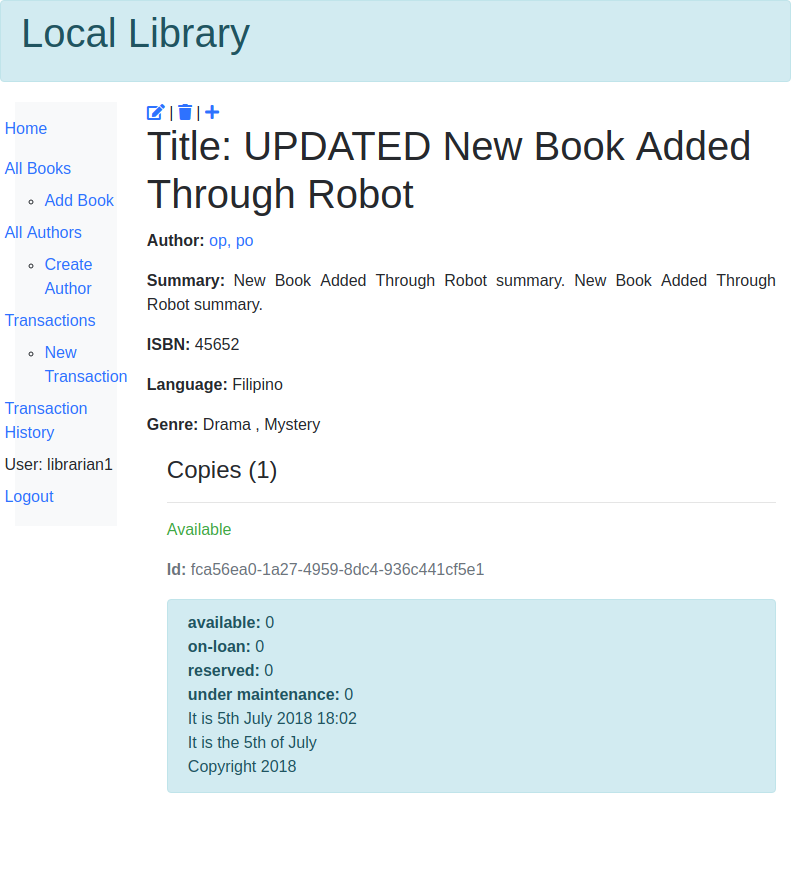 Local Library
Home
All Books
Add Book
All Authors
Create
Author
Transactions
New
Transaction
Transaction
History
User: librarian1
Logout
| |
Title: UPDATED New Book Added
Through Robot
Author: op, po
Summary: New Book Added Through Robot summary. New Book Added Through
Robot summary.
ISBN: 45652
Language: Filipino
Genre: Drama , Mystery
Copies (1)
Available
Id: fca56ea0-1a27-4959-8dc4-936c441cf5e1
available: 0
on-loan: 0
reserved: 0
under maintenance: 0
It is 5th July 2018 18:02
It is the 5th of July
Copyright 2018